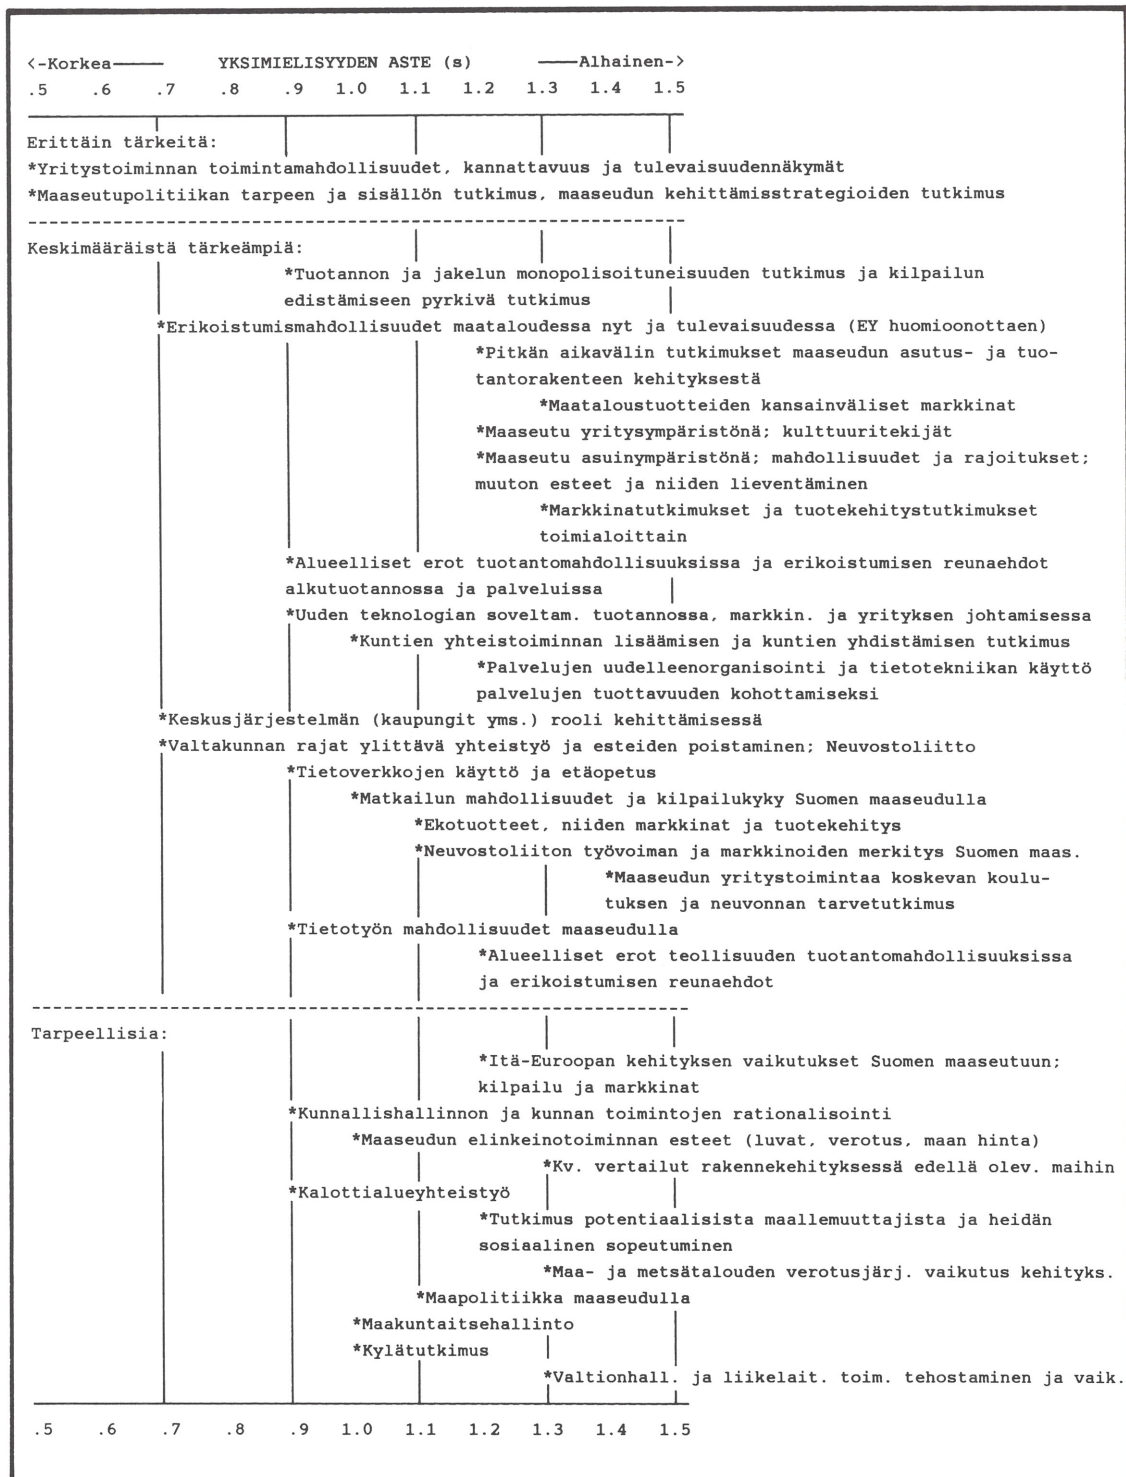 <-Korkea—— YKSIMIELISYYDEN ASTE (s) ——Alhainen->
.5 .6 .7 .8 .9 1.0 1.1 1.2 1.3 1.4 1.5
Erittäin tärkeitä:
*Yritystoiminnan toimintamahdollisuudet, kannattavuus ja tulevaisuudennäkymät
*Maaseutupolitiikan tarpeen ja sisällön tutkimus, maaseudun kehittämisstrategioiden tutkimus
Keskimääräistä tärkeämpiä:
*Tuotannon ja jakelun monopolisoituneisuuden tutkimus ja kilpailun
edistämiseen pyrkivä tutkimus
*Erikoistumismahdollisuudet maataloudessa nyt ja tulevaisuudessa (EY huomioonottaen)
*Pitkän aikavälin tutkimukset maaseudun asutus- ja tuo-
tantorakenteen kehityksestä
*Maataloustuotteiden kansainväliset markkinat
*Maaseutu yritysympäristönä; kulttuuritekijät
*Maaseutu asuinympäristönä; mahdollisuudet ja rajoitukset;
muuton esteet ja niiden lieventäminen
*Markkinatutkimukset ja tuotekehitystutkimukset
toimialoittain
*Alueelliset erot tuotantomahdollisuuksissa ja erikoistumisen reunaehdot
alkutuotannossa ja palveluissa
*Uuden teknologian soveltam. tuotannossa, markkin. ja yrityksen johtamisessa
*Kuntien yhteistoiminnan lisäämisen ja kuntien yhdistämisen tutkimus
*Palvelujen uudelleenorganisointi ja tietotekniikan käyttö
palvelujen tuottavuuden kohottamiseksi
*Keskusjärjestelmän (kaupungit yms.) rooli kehittämisessä
*Valtakunnan rajat ylittävä yhteistyö ja esteiden poistaminen; Neuvostoliitto
*Tietoverkkojen käyttö ja etäopetus
*Matkailun mahdollisuudet ja kilpailukyky Suomen maaseudulla
*Ekotuotteet, niiden markkinat ja tuotekehitys
*Neuvostoliiton työvoiman ja markkinoiden merkitys Suomen maas.
*Maaseudun yritystoimintaa koskevan koulu-
tuksen ja neuvonnan tarvetutkimus
*Tietotyön mahdollisuudet maaseudulla
*Alueelliset erot teollisuuden tuotantomahdollisuuksissa
ja erikoistumisen reunaehdot
Tarpeellisia:
*Itä-Euroopan kehityksen vaikutukset Suomen maaseutuun;
kilpailu ja markkinat
*Kunnallishallinnon ja kunnan toimintojen rationalisointi
*Maaseudun elinkeinotoiminnan esteet (luvat, verotus, maan hinta)
*Kv. vertailut rakennekehityksessä edellä olev. maihin
*Kalottialueyhteistyö
*Tutkimus potentiaalisista maallemuuttajista ja heidän
sosiaalinen sopeutuminen
*Maa- ja metsätalouden verotusjärj. vaikutus kehityks.
*Maapolitiikka maaseudulla
*Maakuntaitsehallinto
*Kylätutkimus
*Valtionhall. ja liikelait. toim. tehostaminen ja vaik.
.5 .6 .7 .8 .9 1.0 1.1 1.2 1.3 1.4 1.5